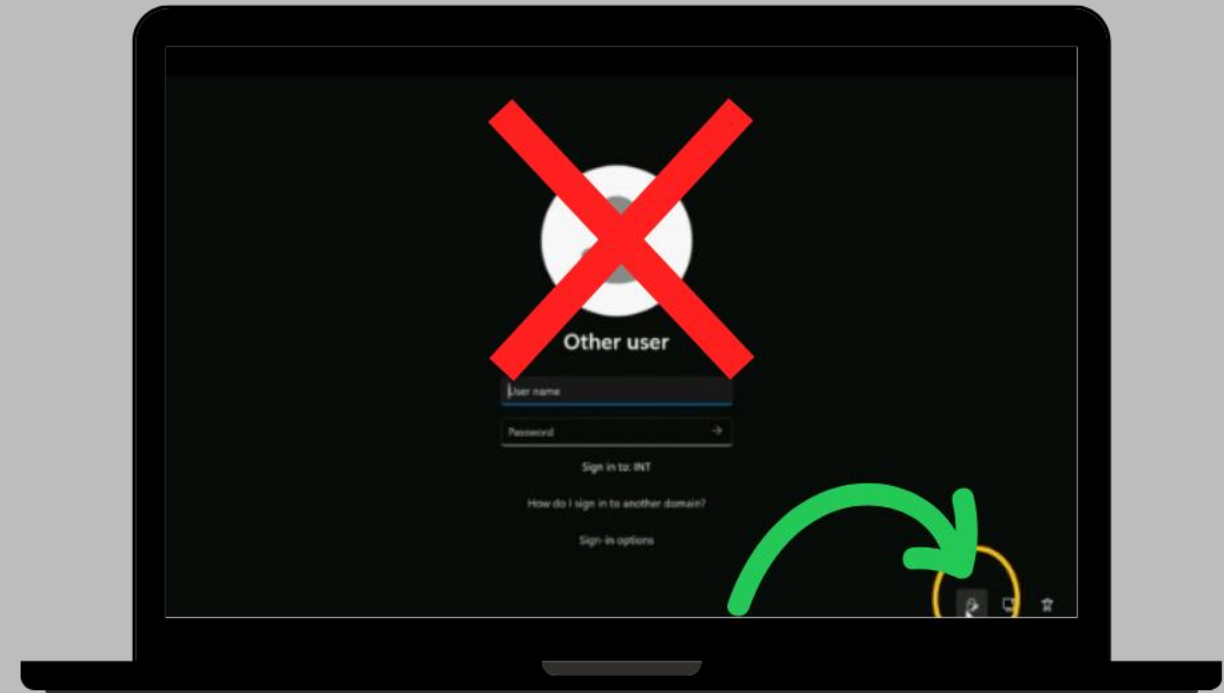 Other user
User name
Password
Sign in to: INT
How do I sign in to another domain?
Sign-in options